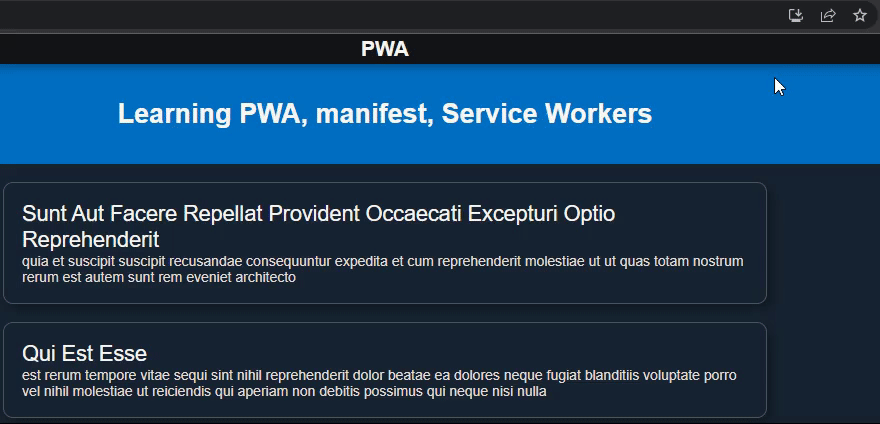 PWA
Learning PWA, manifest, Service Workers
Sunt Aut Facere Repellat Provident Occaecati Excepturi Optio
Reprehenderit
quia et suscipit suscipit recusandae consequuntur expedita et cum reprehenderit molestiae ut ut quas totam nostrum
rerum est autem sunt rem eveniet architecto
Qui Est Esse
est rerum tempore vitae sequi sint nihil reprehenderit dolor beatae ea dolores neque fugiat blanditiis voluptate porro
vel nihil molestiae ut reiciendis qui aperiam non debitis possimus qui neque nisi nulla